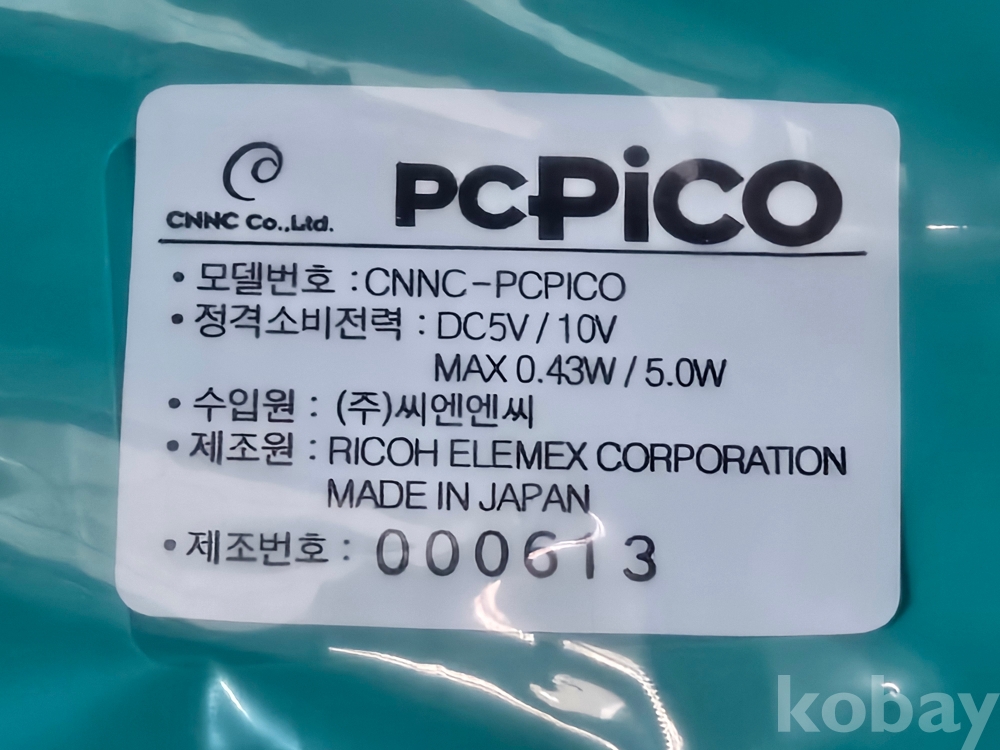 CNNC Co.,Ltd.
PCPiCO
• 모델번호 : CNNC-PCPICO
• 정격소비전력 : DC5V / 10V
MAX 0.43W / 5.0W
• 수입원 : (주)씨엔엔씨
• 제조원 : RICOH ELEMEX CORPORATION
MADE IN JAPAN
• 제조번호 : 000613
kobay